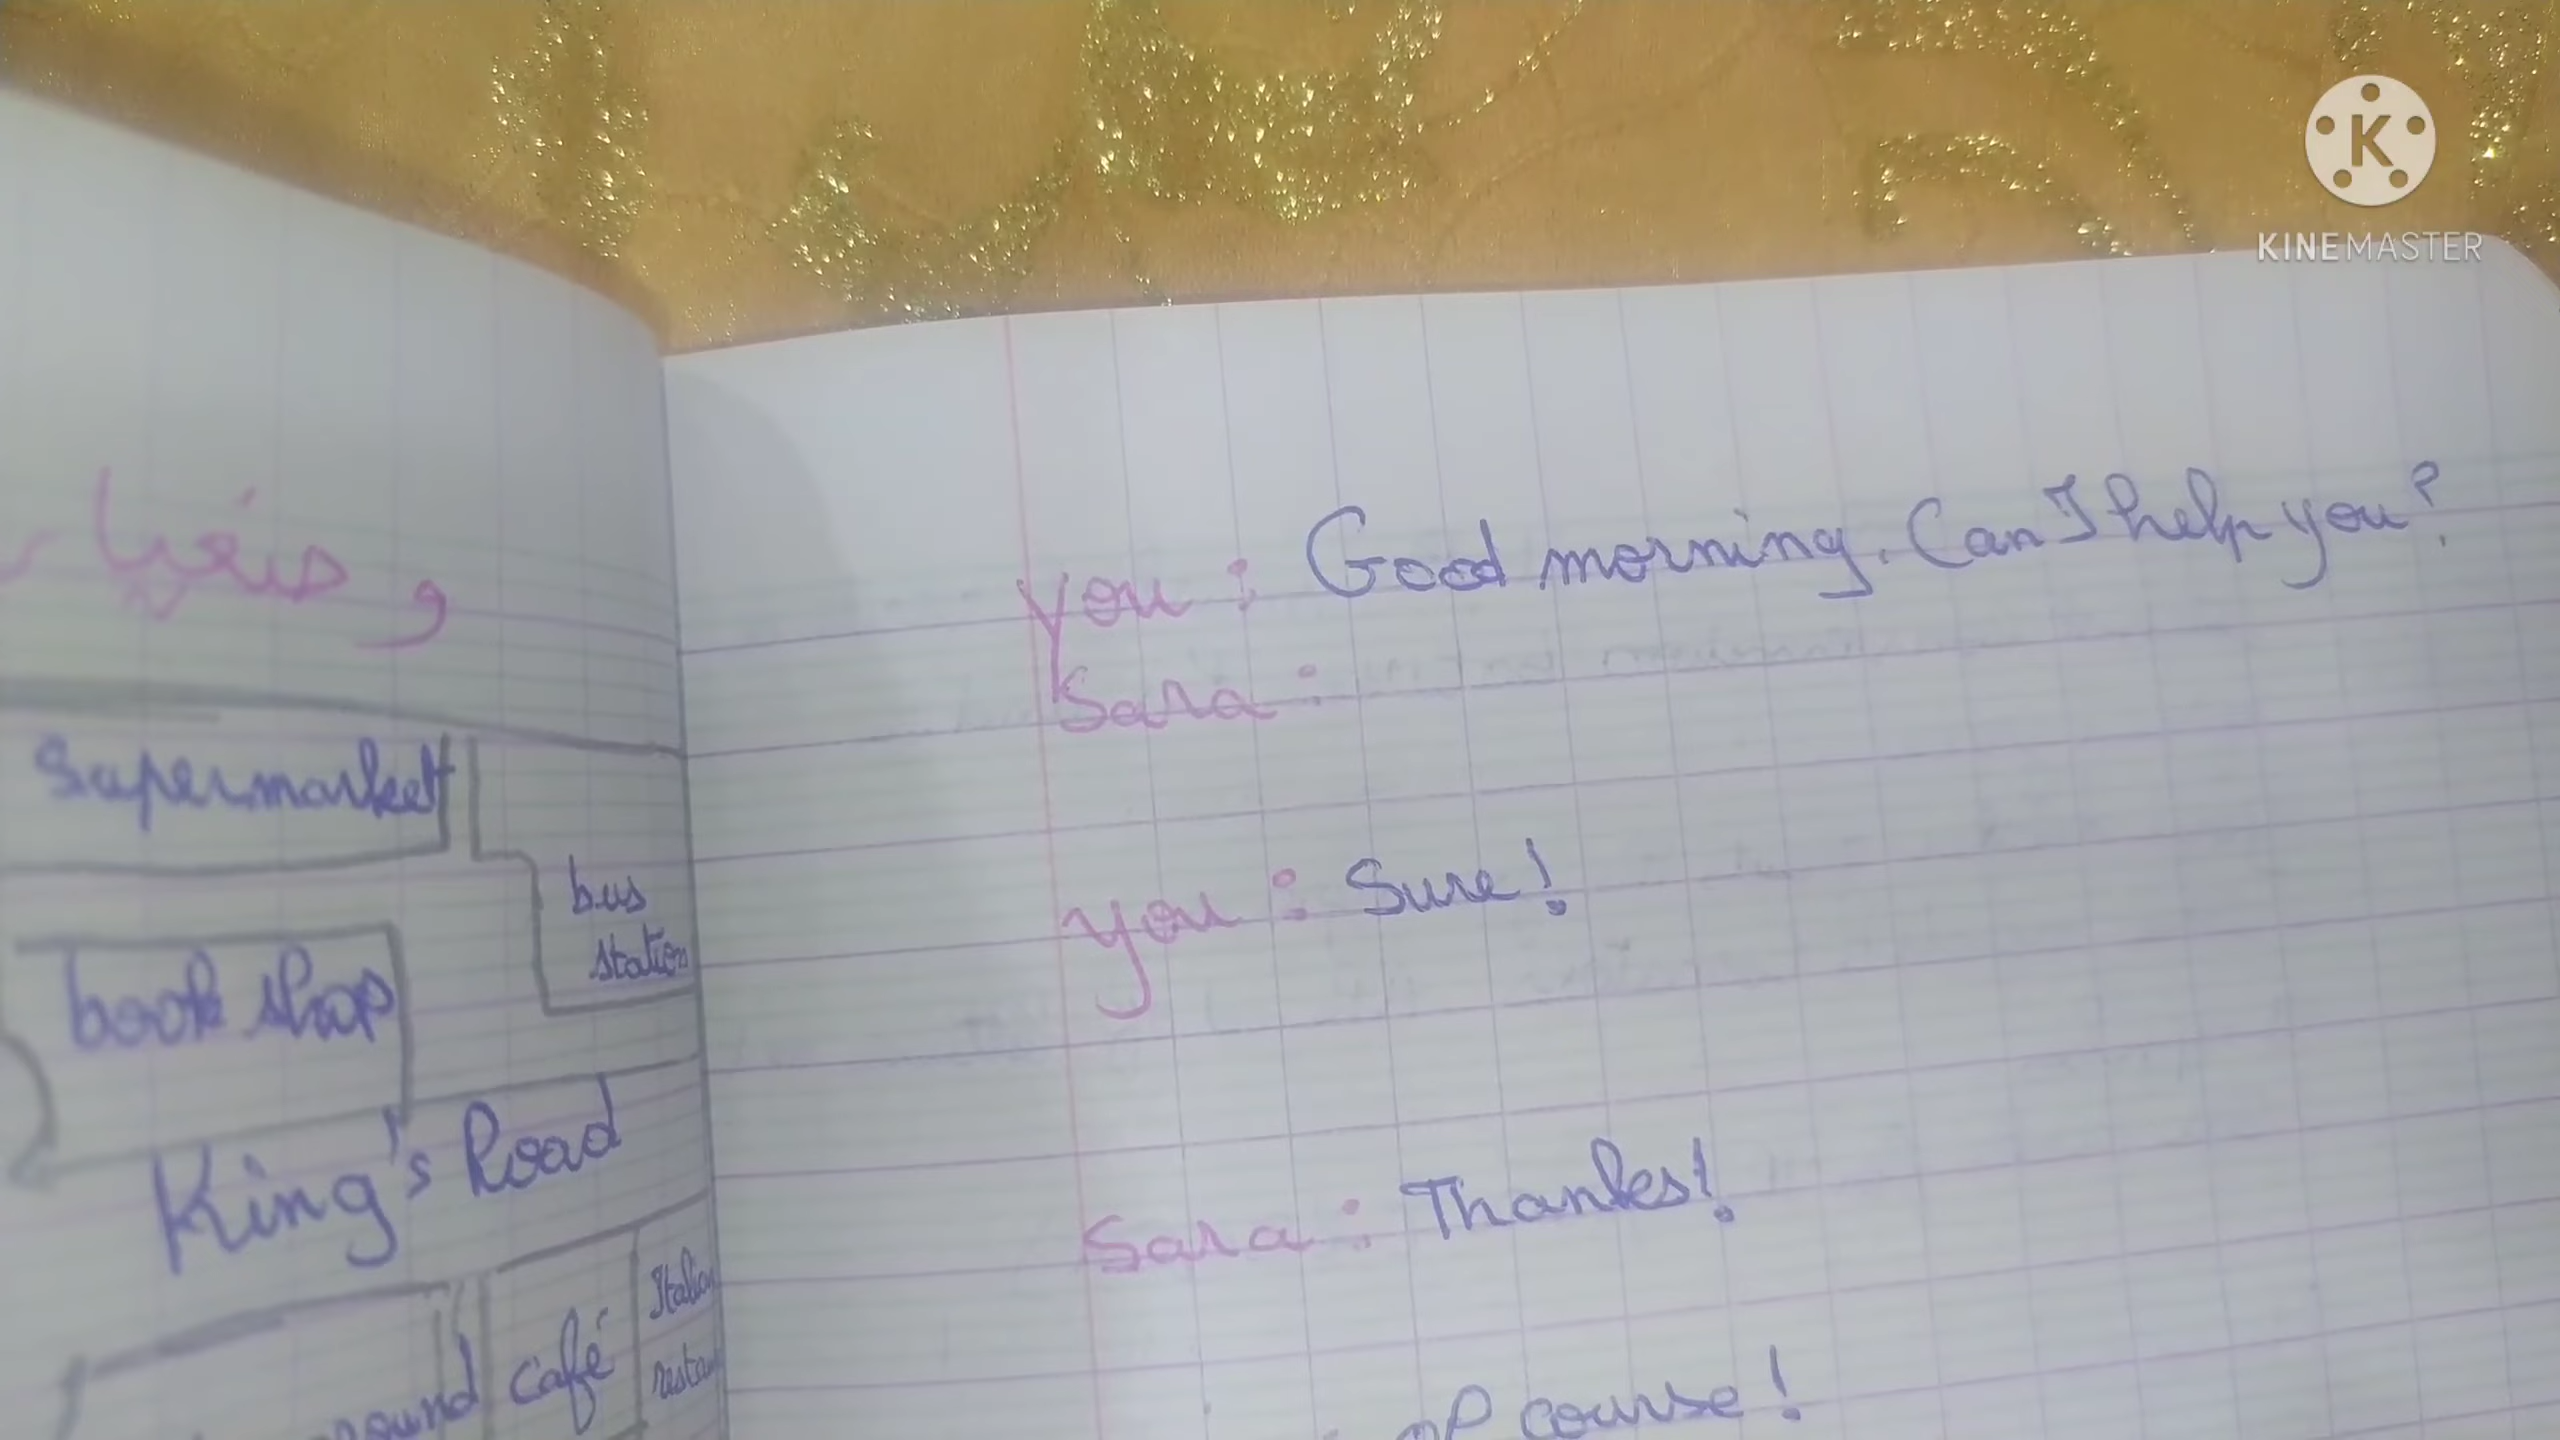 Supermarket
bus
station
book shop
King's Road
café
you : Good morning. Can I help you?
Sara :
you : Sure!
Sara : Thanks!
of course!
KINEMASTER